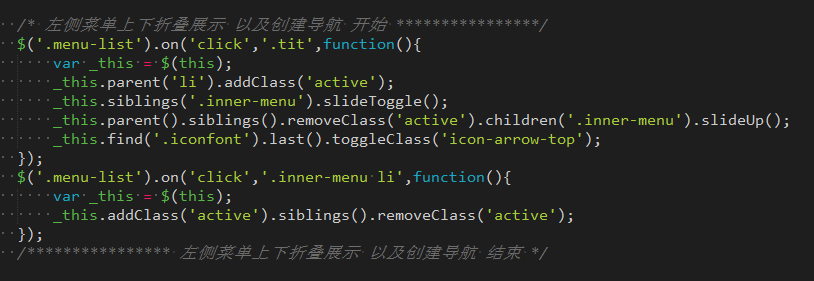 /* 左侧菜单上下折叠展示 以及创建导航 开始 ****************/
$('.menu-list').on('click','.tit',function(){
var _this = $(this);
_this.parent('li').addClass('active');
_this.siblings('.inner-menu').slideToggle();
_this.parent().siblings().removeClass('active').children('.inner-menu').slideUp();
_this.find('.iconfont').last().toggleClass('icon-arrow-top');
});
$('.menu-list').on('click','.inner-menu li',function(){
var _this = $(this);
_this.addClass('active').siblings().removeClass('active');
});
/**************** 左侧菜单上下折叠展示 以及创建导航 结束 */